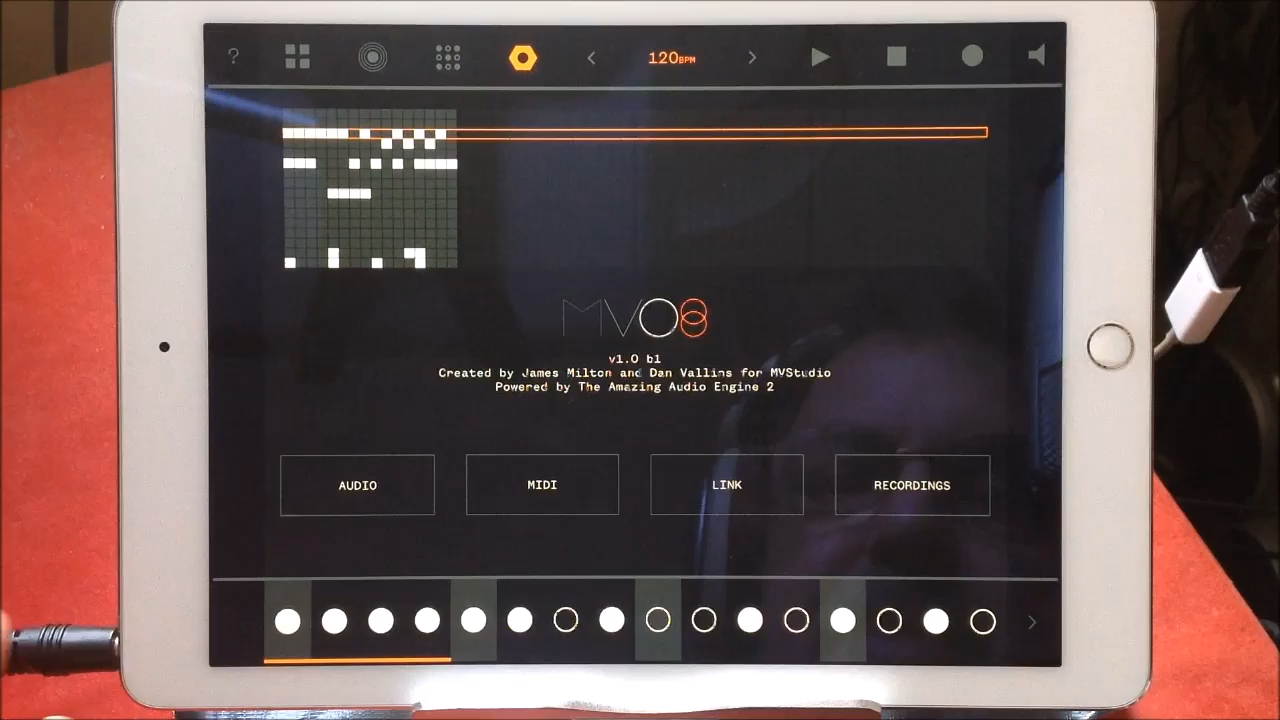 ?
120BPM
MV08
v1.0 b1
Created by James Milton and Dan Vallins for MVStudio
Powered by The Amazing Audio Engine 2
AUDIO
MIDI
LINK
RECORDINGS